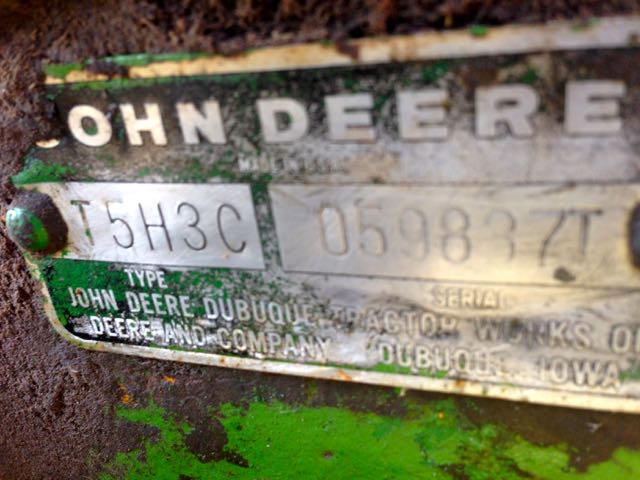 JOHN DEERE
T5H3C 059837T
TYPE SERIAL
JOHN DEERE DUBUQUE TRACTOR WORKS OF
DEERE AND COMPANY DUBUQUE, IOWA